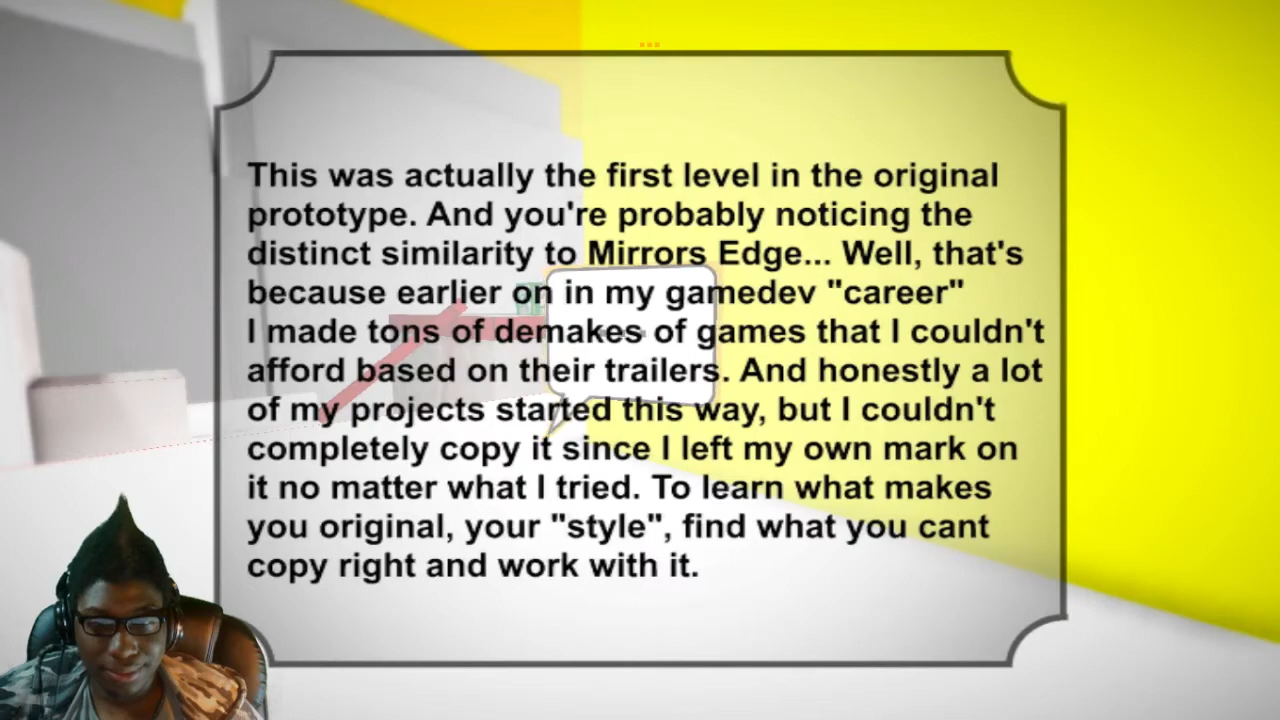 This was actually the first level in the original
prototype. And you're probably noticing the
distinct similarity to Mirrors Edge... Well, that's
because earlier on in my gamedev "career"
I made tons of demakes of games that I couldn't
afford based on their trailers. And honestly a lot
of my projects started this way, but I couldn't
completely copy it since I left my own mark on
it no matter what I tried. To learn what makes
you original, your "style", find what you cant
copy right and work with it.